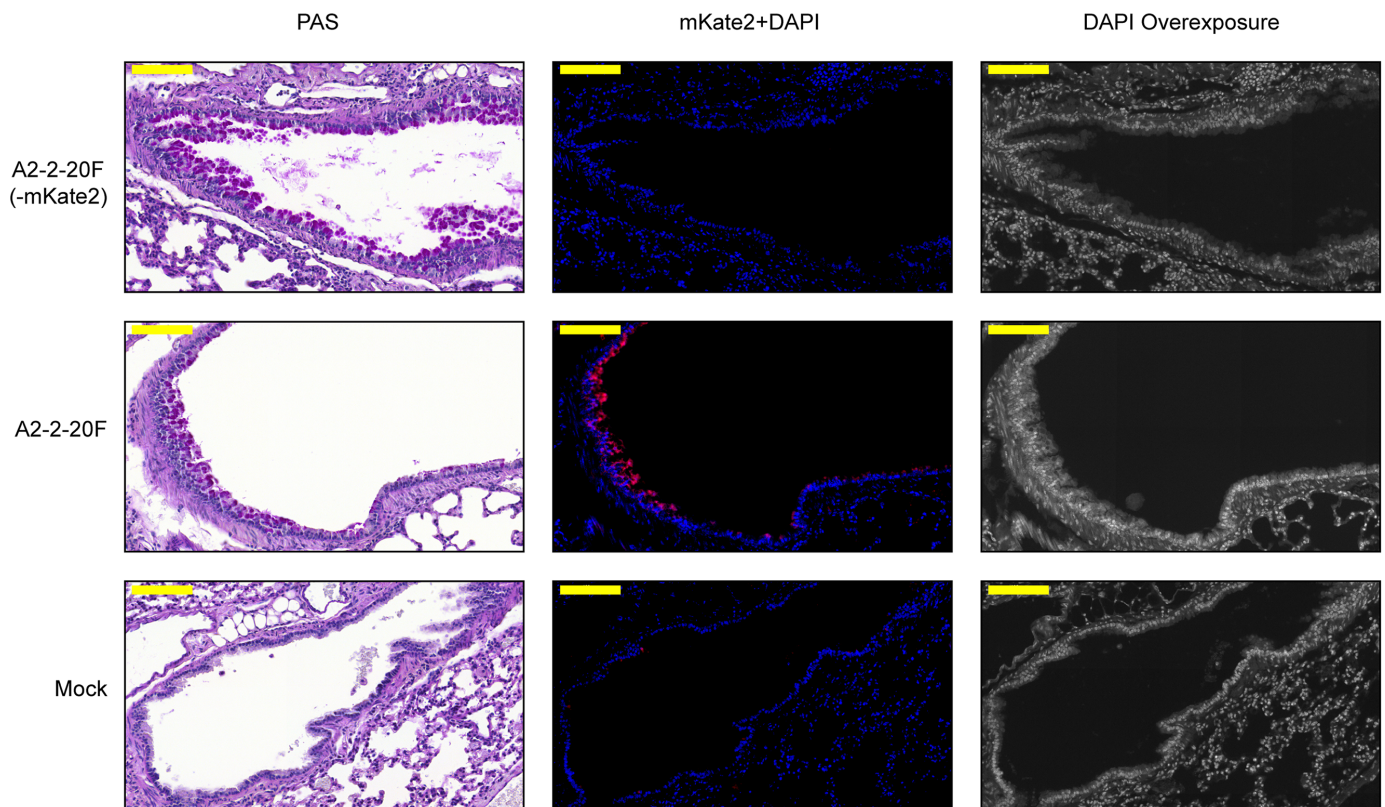 PAS
mKate2+DAPI
DAPI Overexposure
A2-2-20F
(-mKate2)
A2-2-20F
Mock